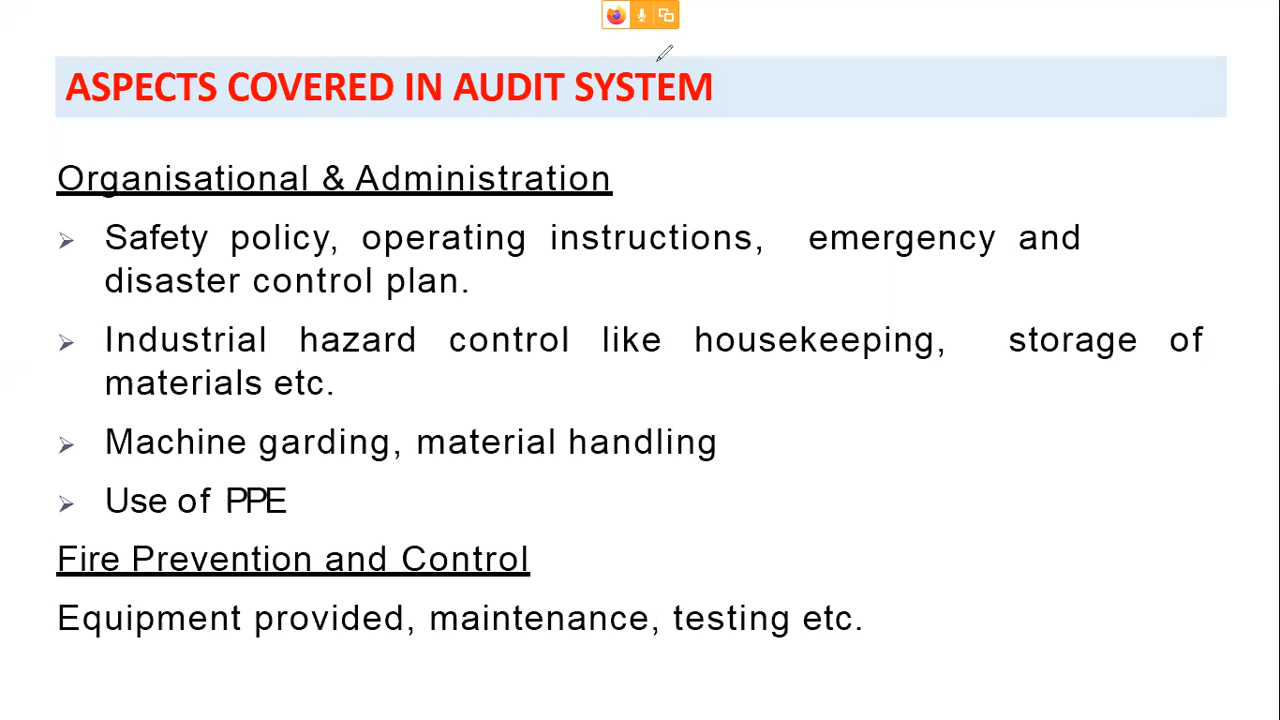 ASPECTS COVERED IN AUDIT SYSTEM
Organisational & Administration
Safety policy, operating instructions, emergency and
disaster control plan.
Industrial hazard control like housekeeping, storage of
materials etc.
Machine garding, material handling
Use of PPE
Fire Prevention and Control
Equipment provided, maintenance, testing etc.